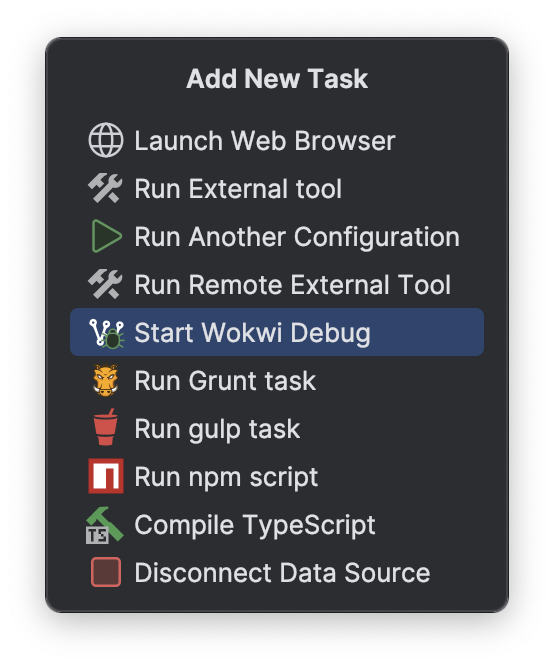 Add New Task
Launch Web Browser
Run External tool
Run Another Configuration
Run Remote External Tool
Start Wokwi Debug
Run Grunt task
Run gulp task
Run npm script
TS
Compile TypeScript
Disconnect Data Source